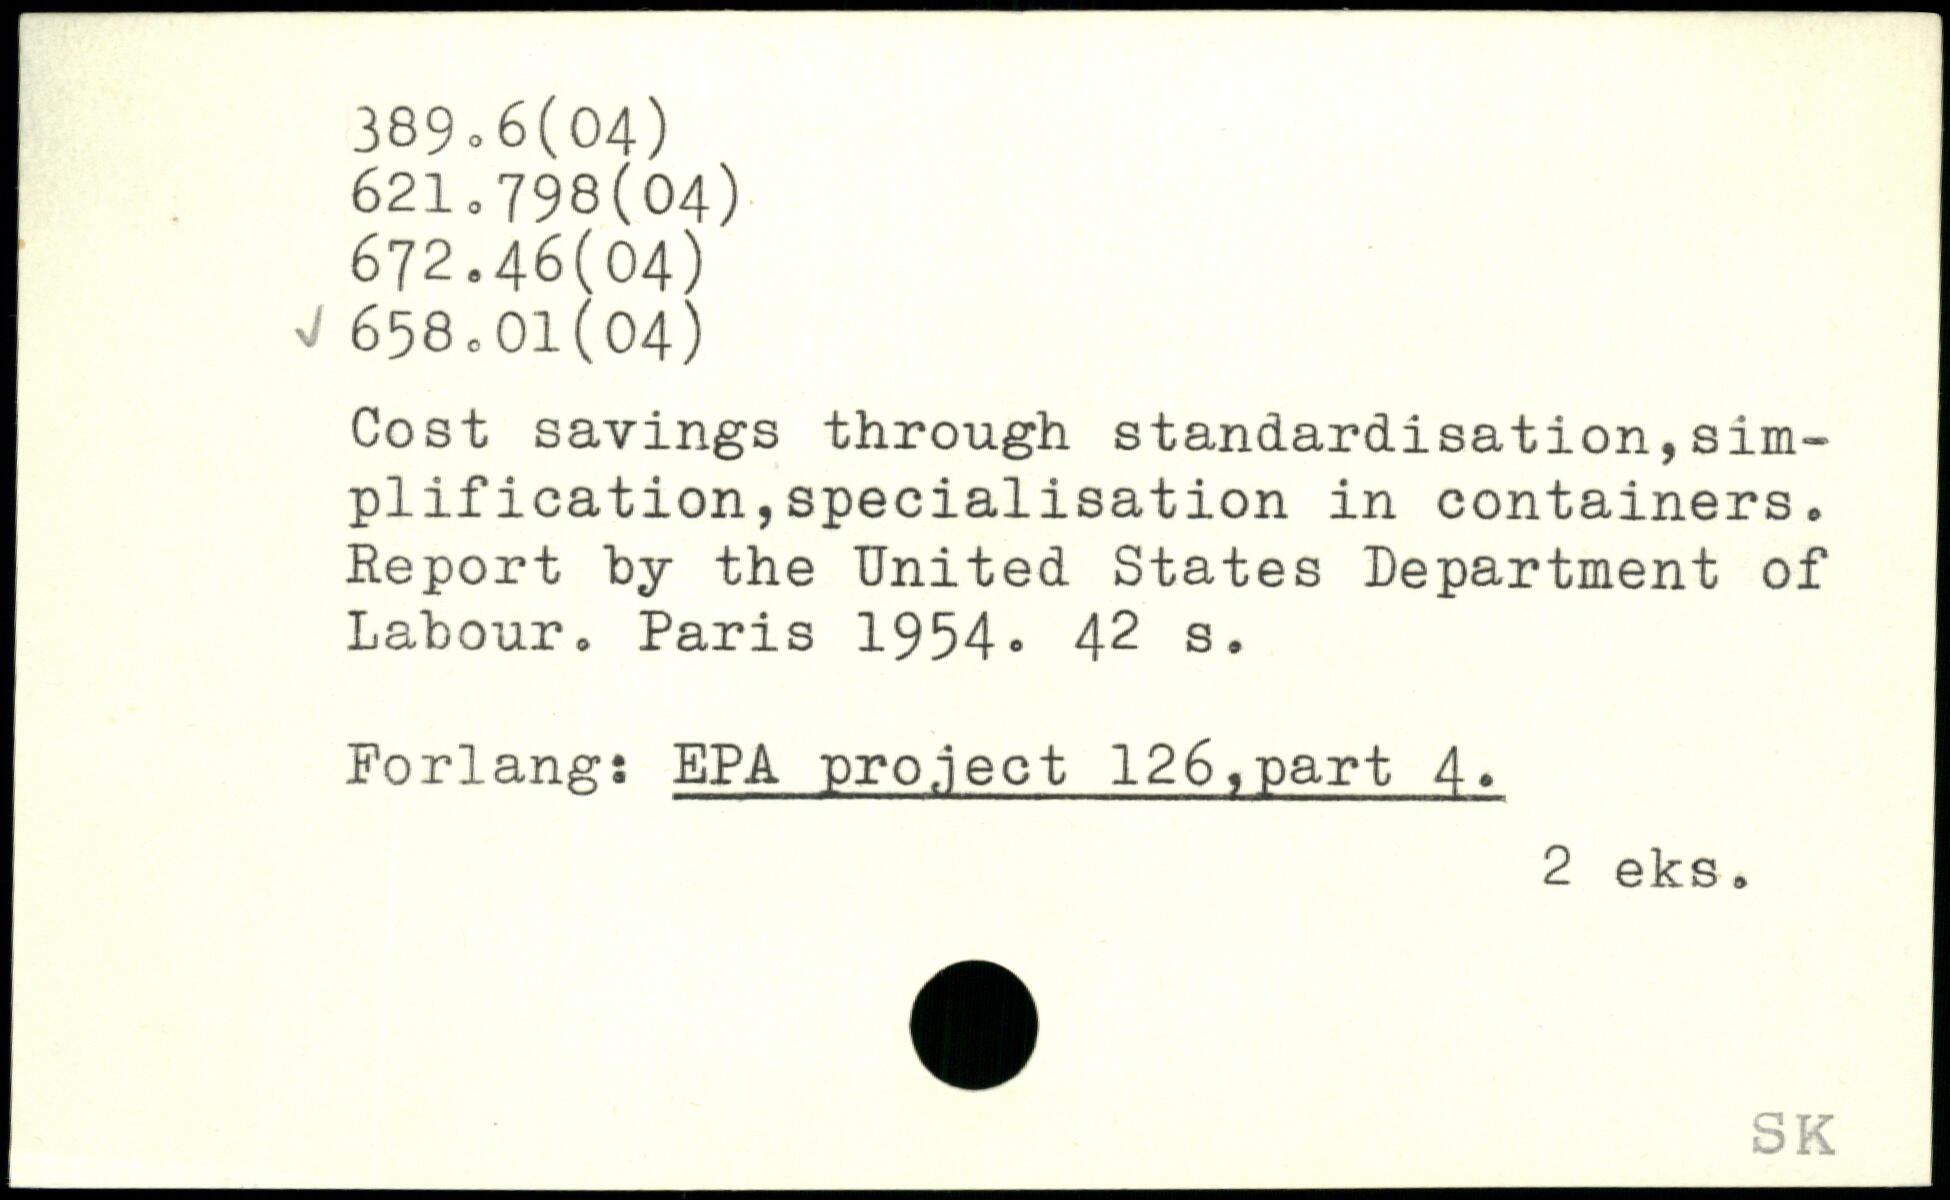 389.6(04)
621.798(04)
672.46(04)
✓ 658.01(04)
Cost savings through standardisation,sim-
plification,specialisation in containers.
Report by the United States Department of
Labour. Paris 1954. 42 s.
Forlang: EPA project 126,part 4.
2 eks.
SK